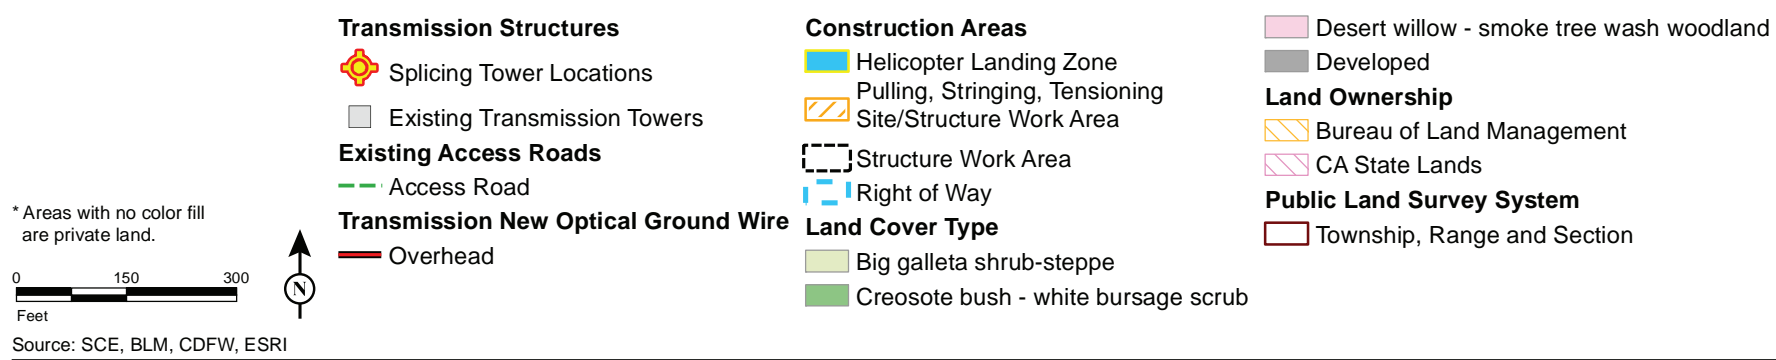 * Areas with no color fill
are private land.
0 150 300
Feet
N
Source: SCE, BLM, CDFW, ESRI
Transmission Structures
Splicing Tower Locations
Existing Transmission Towers
Existing Access Roads
Access Road
Transmission New Optical Ground Wire
Overhead
Construction Areas
Helicopter Landing Zone
Pulling, Stringing, Tensioning
Site/Structure Work Area
Structure Work Area
Right of Way
Land Cover Type
Big galleta shrub-steppe
Creosote bush - white bursage scrub
Desert willow - smoke tree wash woodland
Developed
Land Ownership
Bureau of Land Management
CA State Lands
Public Land Survey System
Township, Range and Section